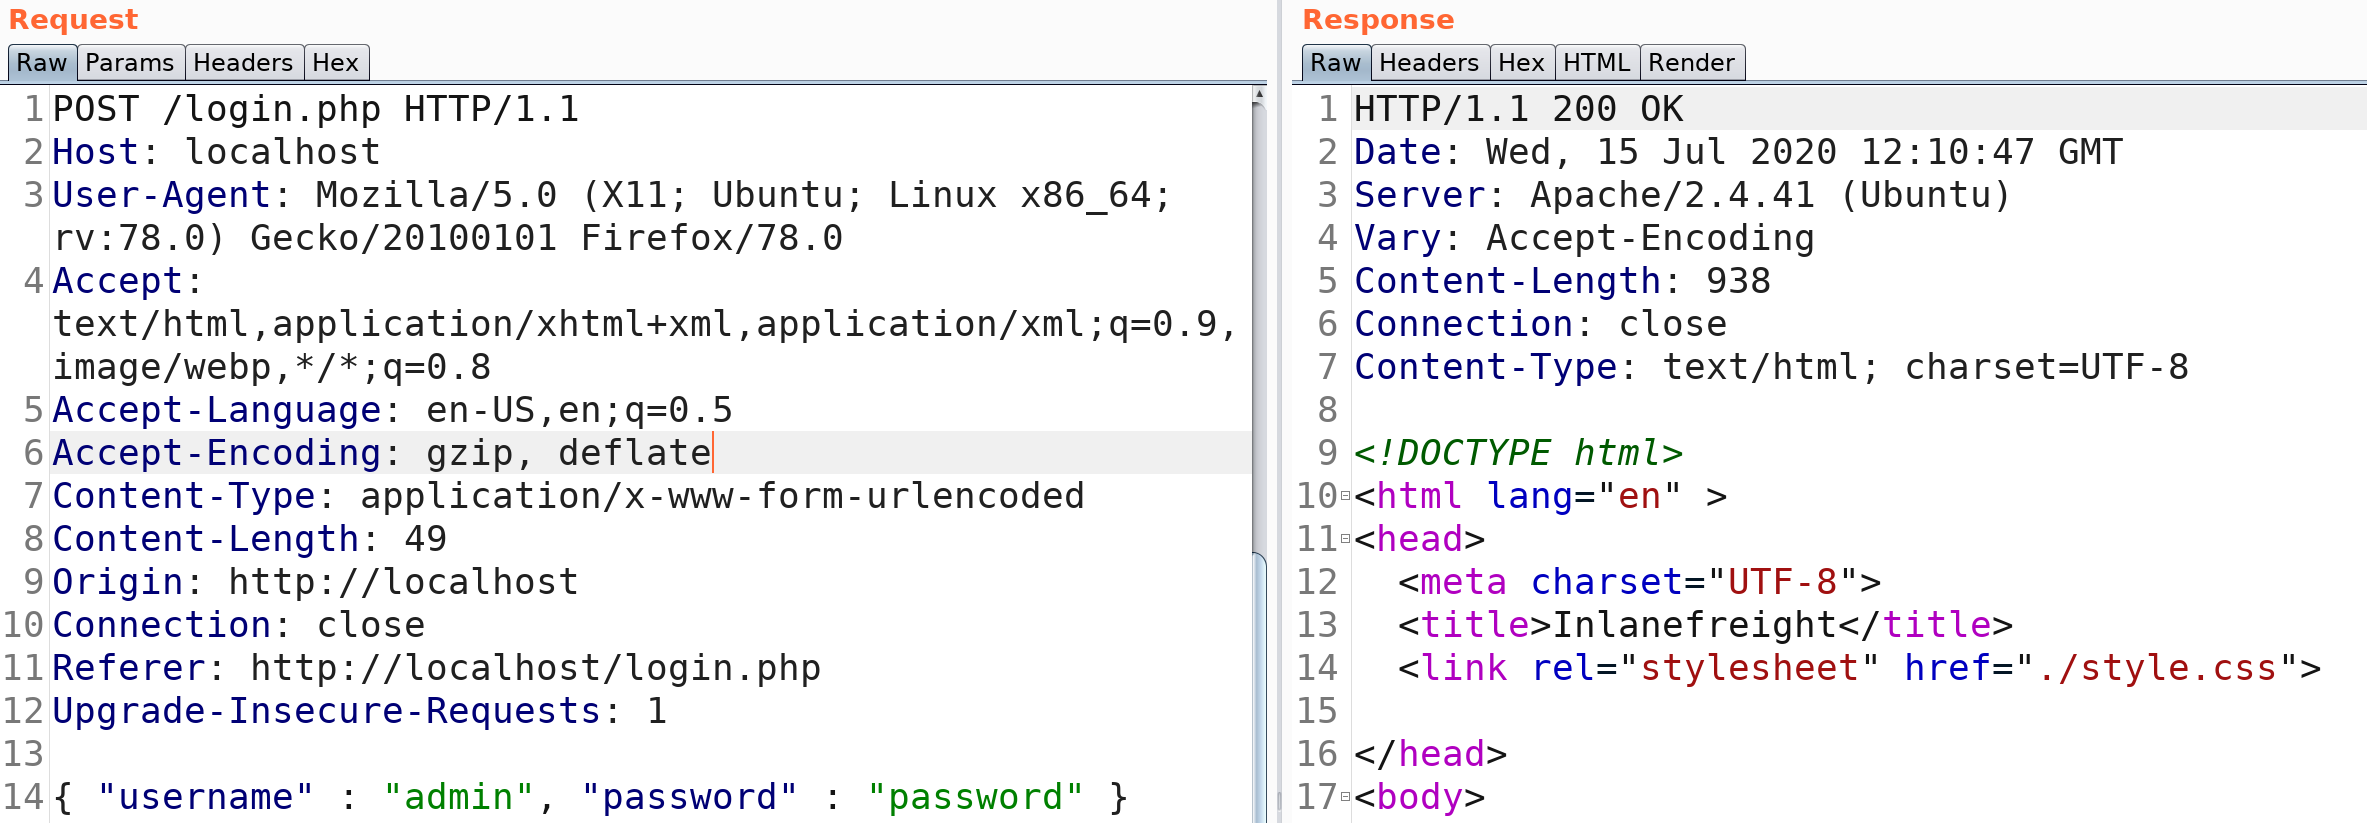 Request
Raw Params Headers Hex
1 POST /login.php HTTP/1.1
2 Host: localhost
3 User-Agent: Mozilla/5.0 (X11; Ubuntu; Linux x86_64;
rv:78.0) Gecko/20100101 Firefox/78.0
4 Accept:
text/html,application/xhtml+xml,application/xml;q=0.9,
image/webp,*/*;q=0.8
5 Accept-Language: en-US,en;q=0.5
6 Accept-Encoding: gzip, deflate
7 Content-Type: application/x-www-form-urlencoded
8 Content-Length: 49
9 Origin: http://localhost
10 Connection: close
11 Referer: http://localhost/login.php
12 Upgrade-Insecure-Requests: 1
13
14 { "username" : "admin", "password" : "password" }
Response
Raw Headers Hex HTML Render
1 HTTP/1.1 200 OK
2 Date: Wed, 15 Jul 2020 12:10:47 GMT
3 Server: Apache/2.4.41 (Ubuntu)
4 Vary: Accept-Encoding
5 Content-Length: 938
6 Connection: close
7 Content-Type: text/html; charset=UTF-8
8
9 <!DOCTYPE html>
10 <html lang="en" >
11 <head>
12 <meta charset="UTF-8">
13 <title>Inlanefreight</title>
14 <link rel="stylesheet" href="./style.css">
15
16 </head>
17 <body>